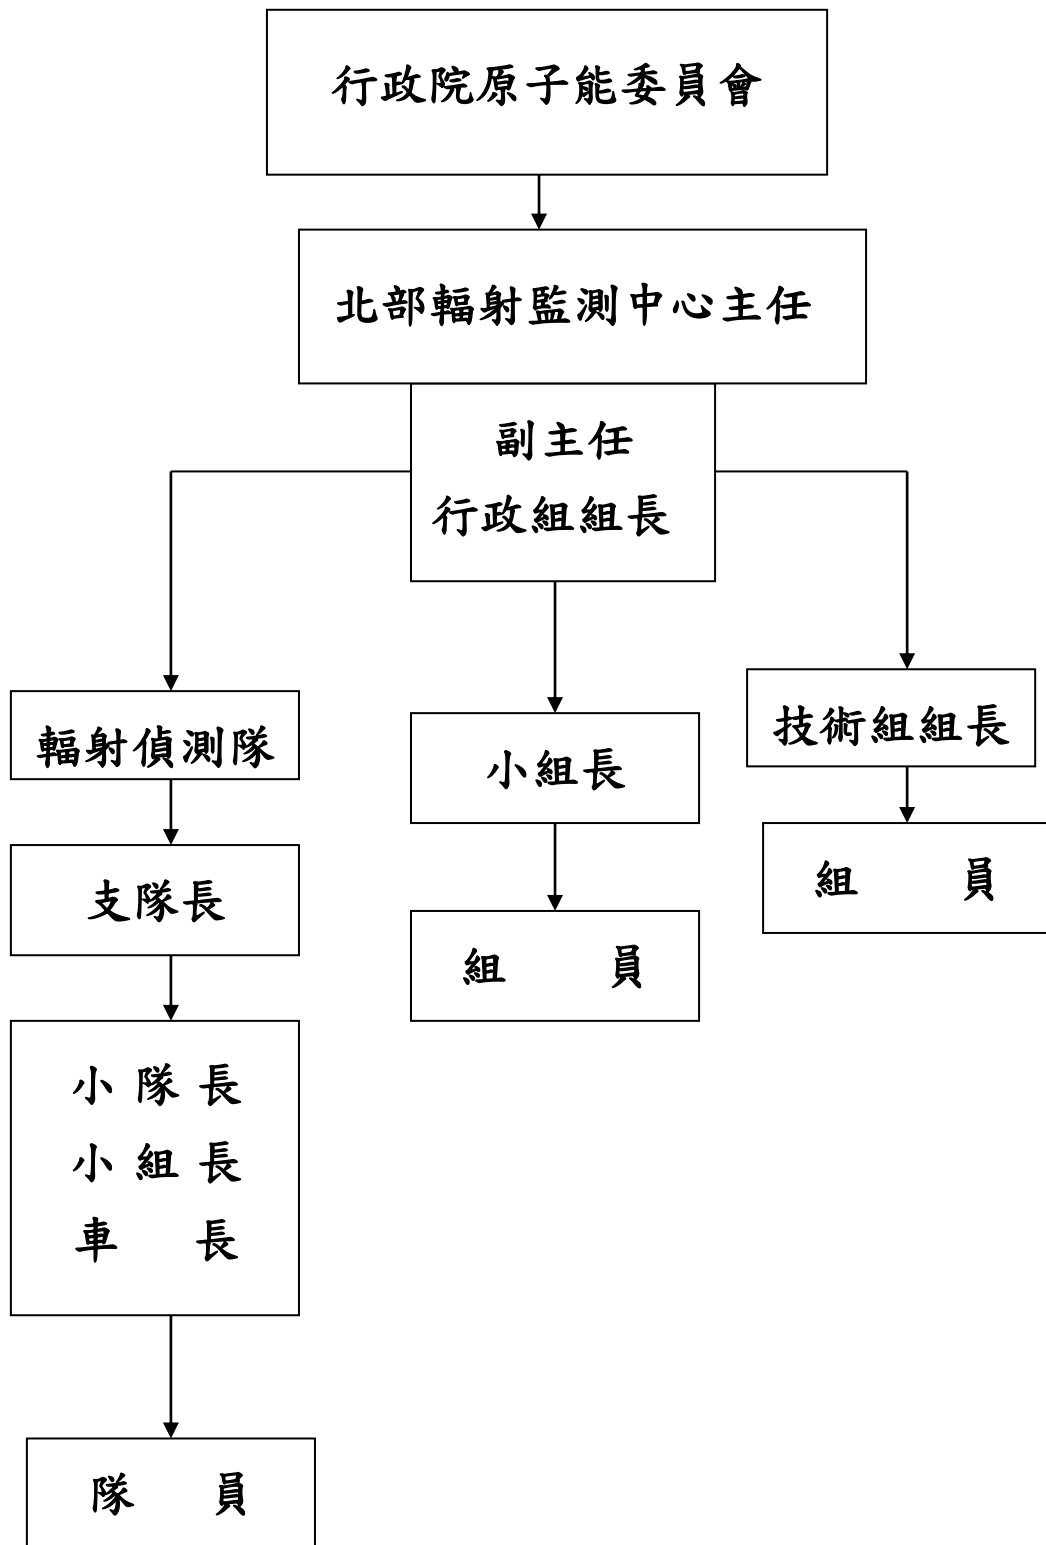 行政院原子能委員會
北部輻射監測中心主任
副主任
行政組組長
輻射偵測隊
支隊長
小隊長
小組長
車 長
隊 員
小組長
組 員
技術組組長
組 員